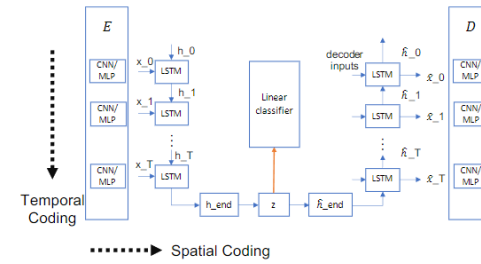 E
D
h_0
ĥ_0
CNN/
MLP
x_0
LSTM
decoder
inputs
LSTM
x̂_0
CNN/
MLP
h_1
ĥ_1
CNN/
MLP
x_1
LSTM
Linear
classifier
LSTM
x̂_1
CNN/
MLP
h_T
ĥ_T
CNN/
MLP
x_T
LSTM
LSTM
x̂_T
CNN/
MLP
h_end
z
ĥ_end
Temporal
Coding
Spatial Coding